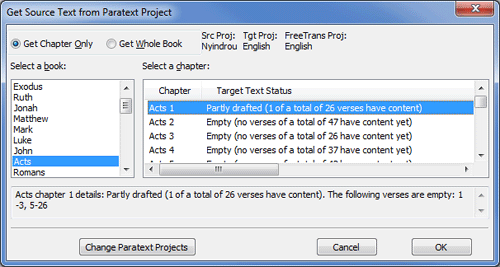 Get Source Text from Paratext Project
Get Chapter Only
Get Whole Book
Src Proj: Tgt Proj: FreeTrans Proj:
Nyindrou English English
Select a book:
Exodus
Ruth
Jonah
Matthew
Mark
Luke
John
Acts
Romans
Select a chapter:
Chapter Target Text Status
Acts 1 Partly drafted (1 of a total of 26 verses have content)
Acts 2 Empty (no verses of a total of 47 have content yet)
Acts 3 Empty (no verses of a total of 26 have content yet)
Acts 4 Empty (no verses of a total of 37 have content yet)
Acts chapter 1 details: Partly drafted (1 of a total of 26 verses have content). The following verses are empty: 1
-3, 5-26
Change Paratext Projects
Cancel
OK